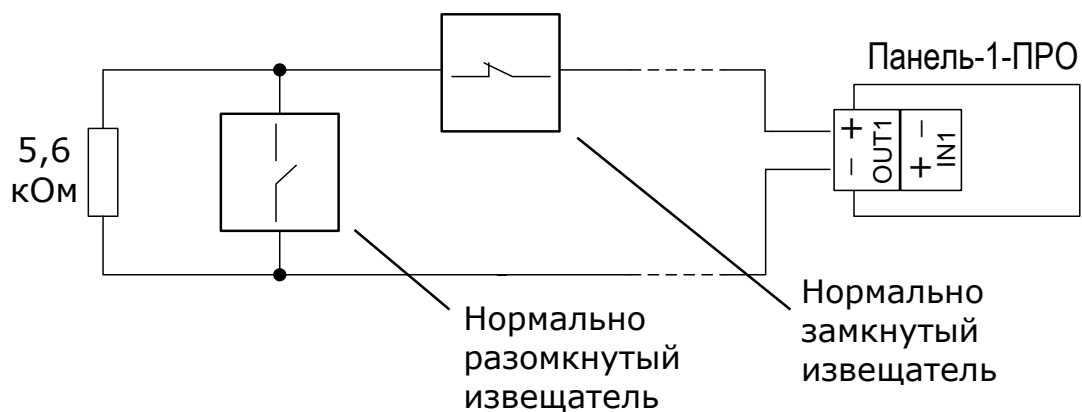 Панель-1-ПРО
5,6
кОм
+ −
OUT1
− +
IN1
Нормально
разомкнутый
извещатель
Нормально
замкнутый
извещатель